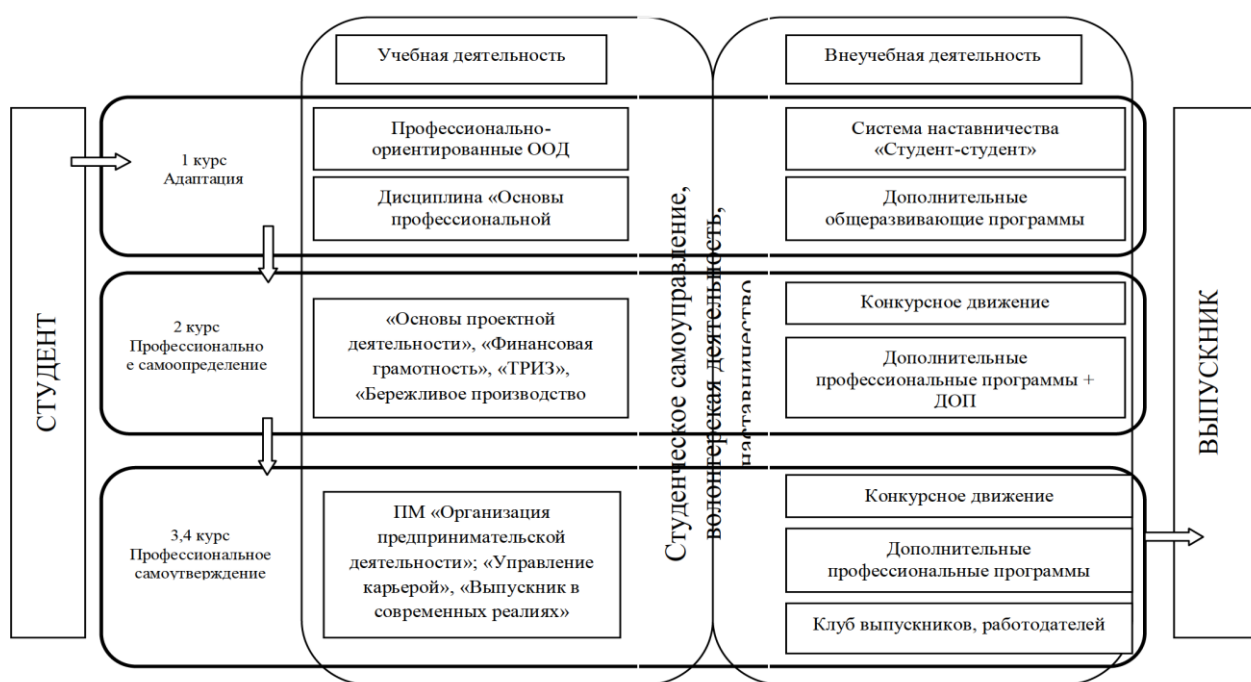 Учебная деятельность
Внеучебная деятельность
СТУДЕНТ
1 курс
Адаптация
Профессионально-
ориентированные ООД
Дисциплина «Основы
профессиональной
Система наставничества
«Студент-студент»
Дополнительные
общеразвивающие программы
2 курс
Профессионально
е самоопределение
«Основы проектной
деятельности», «Финансовая
грамотность», «ТРИЗ»,
«Бережливое производство
Конкурсное движение
Дополнительные
профессиональные программы +
ДОП
3,4 курс
Профессиональное
самоутверждение
ПМ «Организация
предпринимательской
деятельности»; «Управление
карьерой», «Выпускник в
современных реалиях»
Конкурсное движение
Дополнительные
профессиональные программы
Клуб выпускников, работодателей
Студенческое самоуправление,
волонтерская деятельность,
наставничество
ВЫПУСКНИК